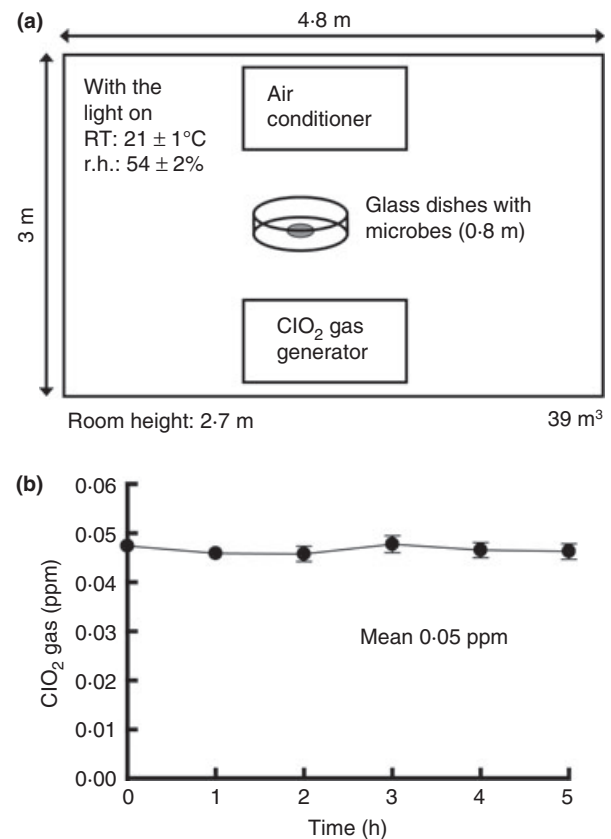 (a)
4·8 m
With the
light on
RT: 21 ± 1°C
r.h.: 54 ± 2%
Air
conditioner
3 m
Glass dishes with
microbes (0·8 m)
ClO₂ gas
generator
Room height: 2·7 m
39 m³
(b)
0·06
0·05
0·04
0·03
0·02
0·01
0·00
ClO₂ gas (ppm)
Mean 0·05 ppm
0 1 2 3 4 5
Time (h)